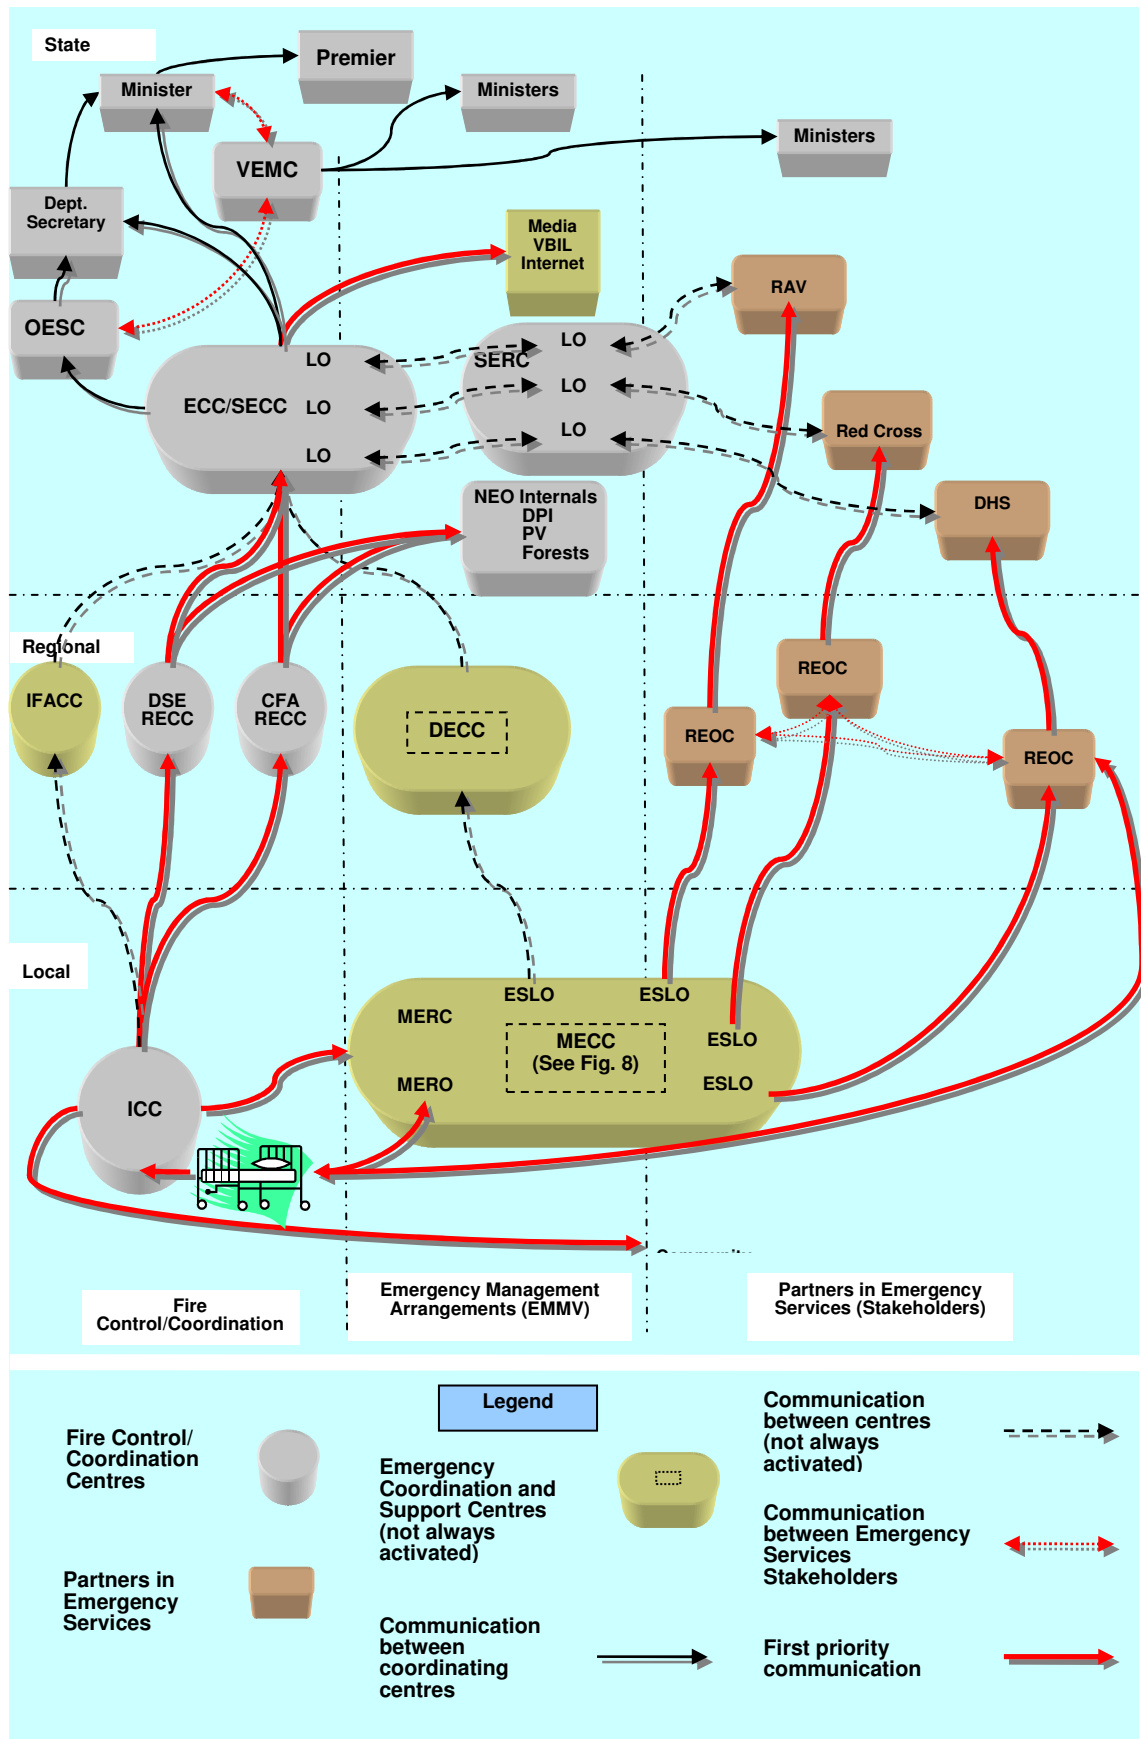 State
Premier
Minister
Ministers
Ministers
VEMC
Dept.
Secretary
Media
VBIL
Internet
RAV
OESC
LO
LO
SERC
ECC/SECC
LO
LO
LO
LO
Red Cross
NEO Internals
DPI
PV
Forests
DHS
Regional
IFACC
DSE
RECC
CFA
RECC
DECC
REOC
REOC
REOC
Local
ESLO
ESLO
MERC
MECC
(See Fig. 8)
ESLO
MERO
ESLO
ICC
Community
Fire
Control/Coordination
Emergency Management
Arrangements (EMMV)
Partners in Emergency
Services (Stakeholders)
Legend
Fire Control/
Coordination
Centres
Emergency
Coordination and
Support Centres
(not always
activated)
Communication
between centres
(not always
activated)
Communication
between Emergency
Services
Stakeholders
Partners in
Emergency
Services
Communication
between
coordinating
centres
First priority
communication